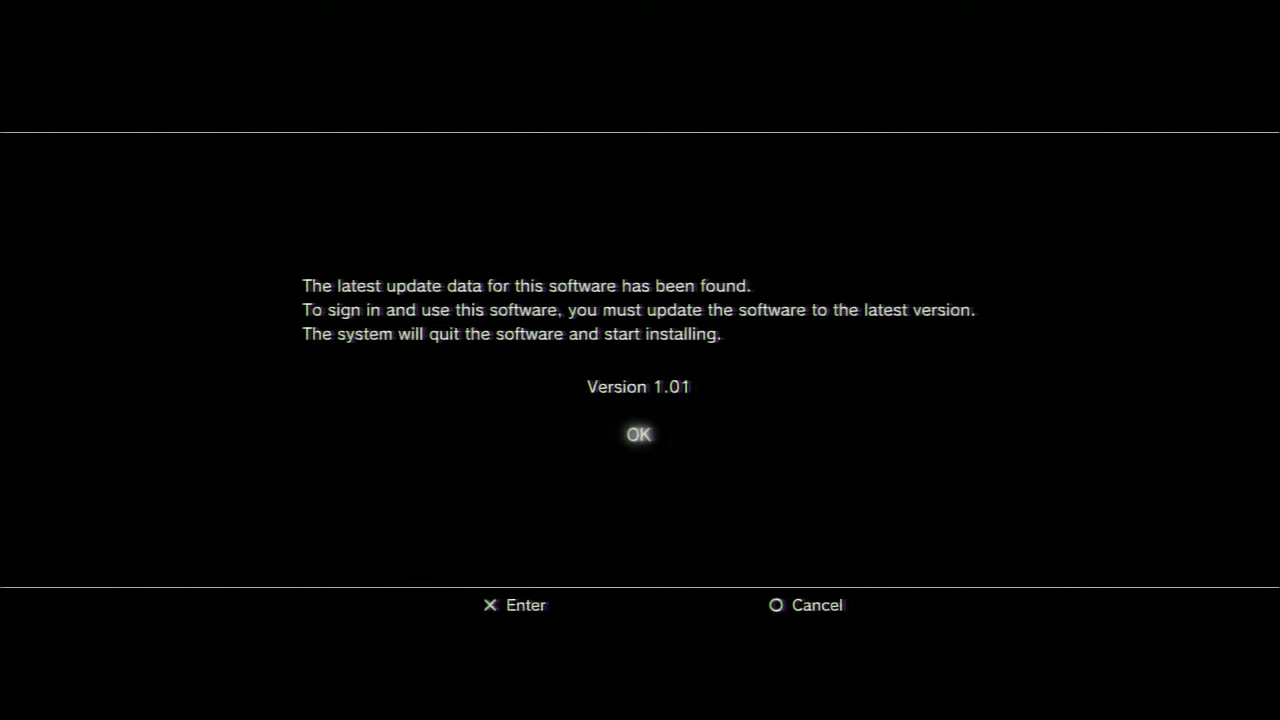 The latest update data for this software has been found.
To sign in and use this software, you must update the software to the latest version.
The system will quit the software and start installing.
Version 1.01
OK
Enter
Cancel